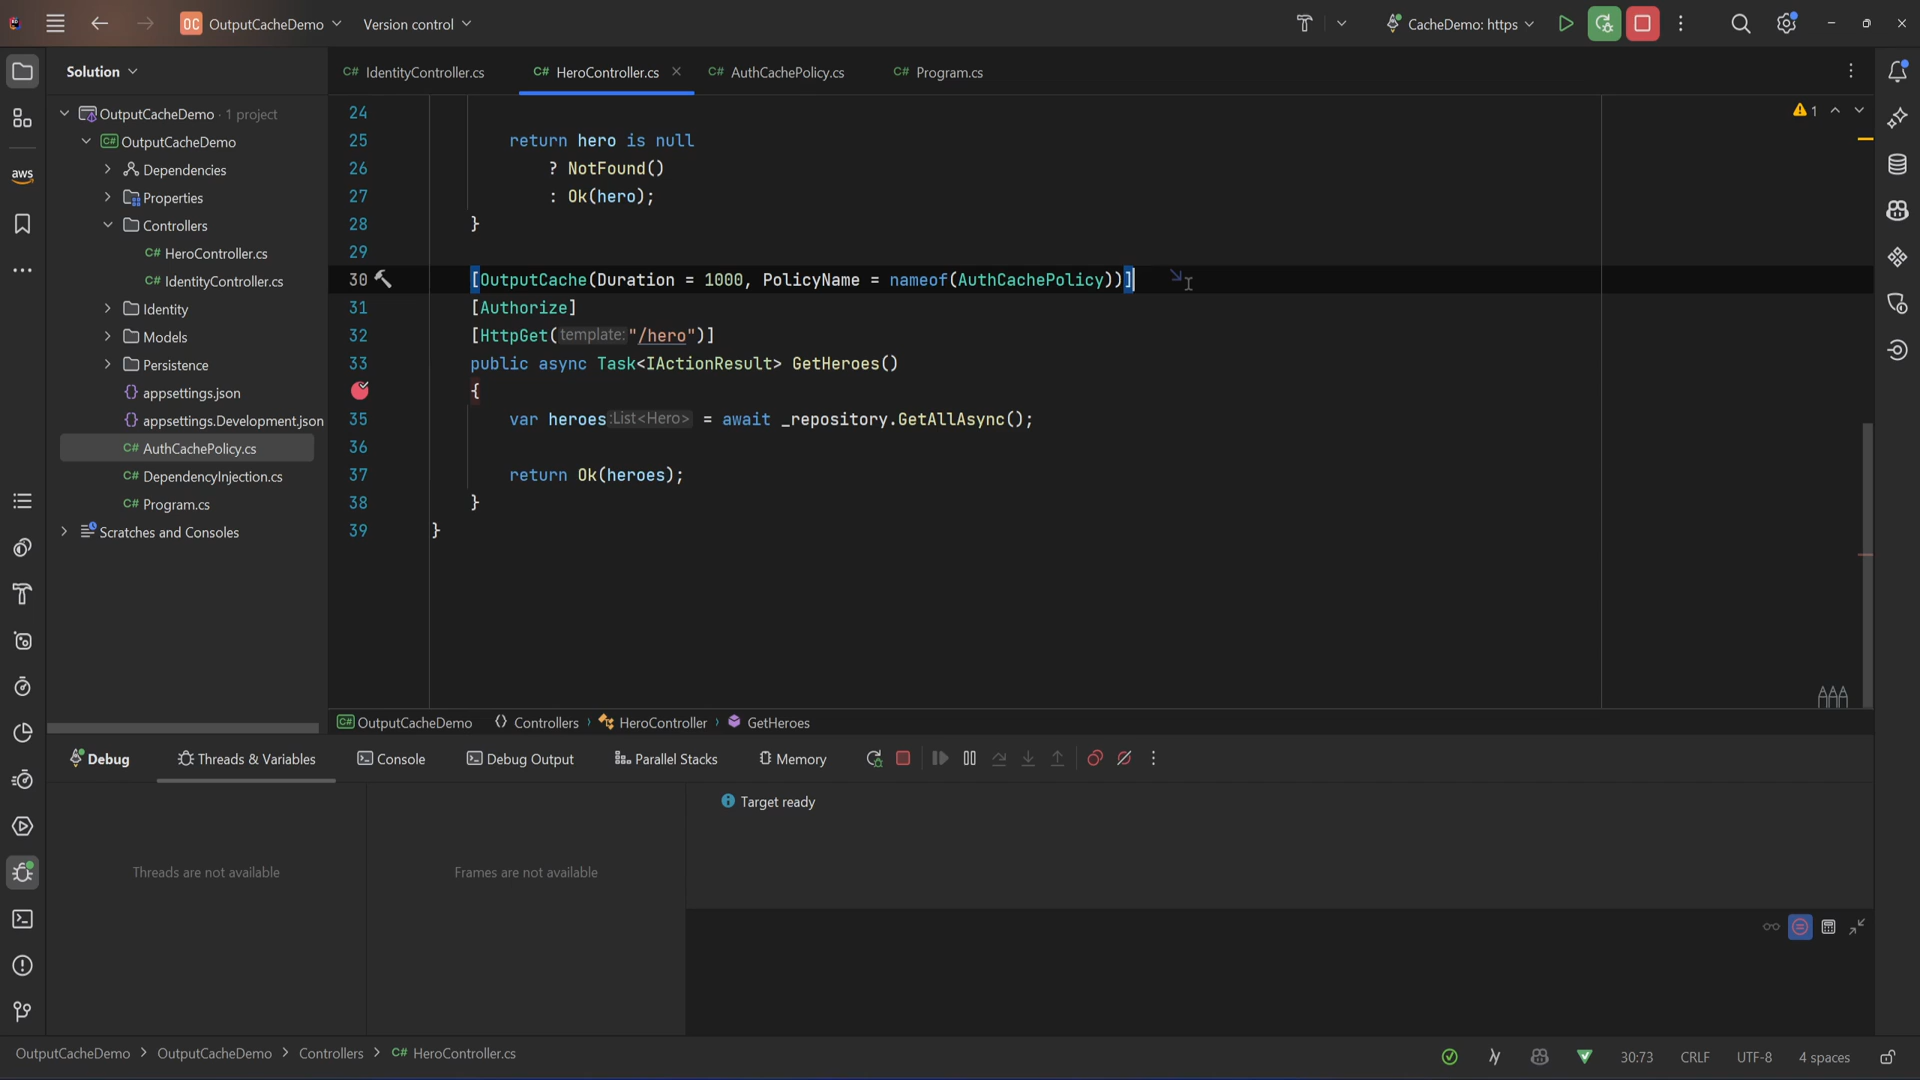 OC OutputCacheDemo Version control CacheDemo: https
Solution
C# IdentityController.cs C# HeroController.cs C# AuthCachePolicy.cs C# Program.cs
OutputCacheDemo · 1 project
C# OutputCacheDemo
Dependencies
Properties
Controllers
C# HeroController.cs
C# IdentityController.cs
Identity
Models
Persistence
{} appsettings.json
{} appsettings.Development.json
C# AuthCachePolicy.cs
C# DependencyInjection.cs
C# Program.cs
Scratches and Consoles
aws
1
24
25 return hero is null
26 ? NotFound()
27 : Ok(hero);
28 }
29
30 [OutputCache(Duration = 1000, PolicyName = nameof(AuthCachePolicy))]
31 [Authorize]
32 [HttpGet(template:"/hero")]
33 public async Task<IActionResult> GetHeroes()
{
35 var heroes:List<Hero> = await _repository.GetAllAsync();
36
37 return Ok(heroes);
38 }
39 }
C# OutputCacheDemo Controllers HeroController GetHeroes
Debug Threads & Variables Console Debug Output Parallel Stacks Memory
Target ready
Threads are not available
Frames are not available
OutputCacheDemo OutputCacheDemo Controllers C# HeroController.cs 30:73 CRLF UTF-8 4 spaces